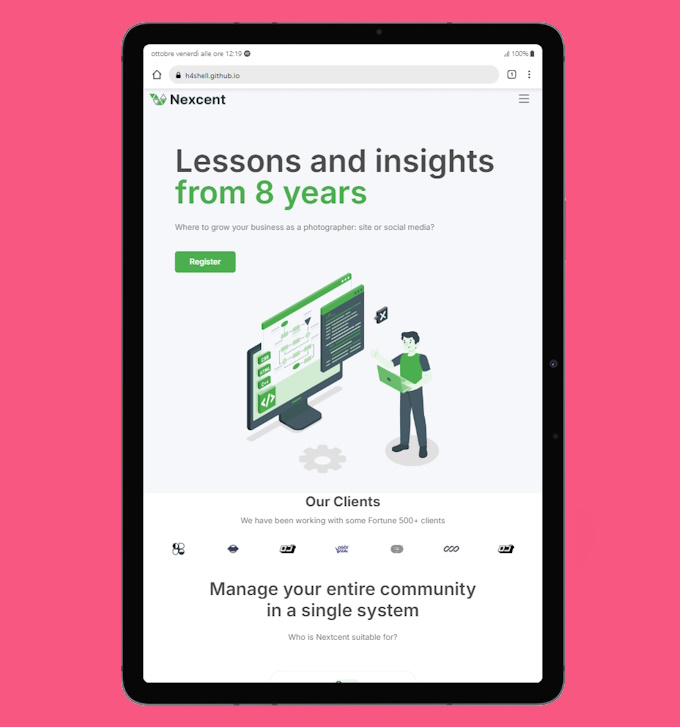 ottobre venerdì alle ore 12:19
100%
h4shell.github.io
1
Nexcent
Lessons and insights
from 8 years
Where to grow your business as a photographer: site or social media?
Register
</>
Our Clients
We have been working with some Fortune 500+ clients
Manage your entire community
in a single system
Who is Nextcent suitable for?